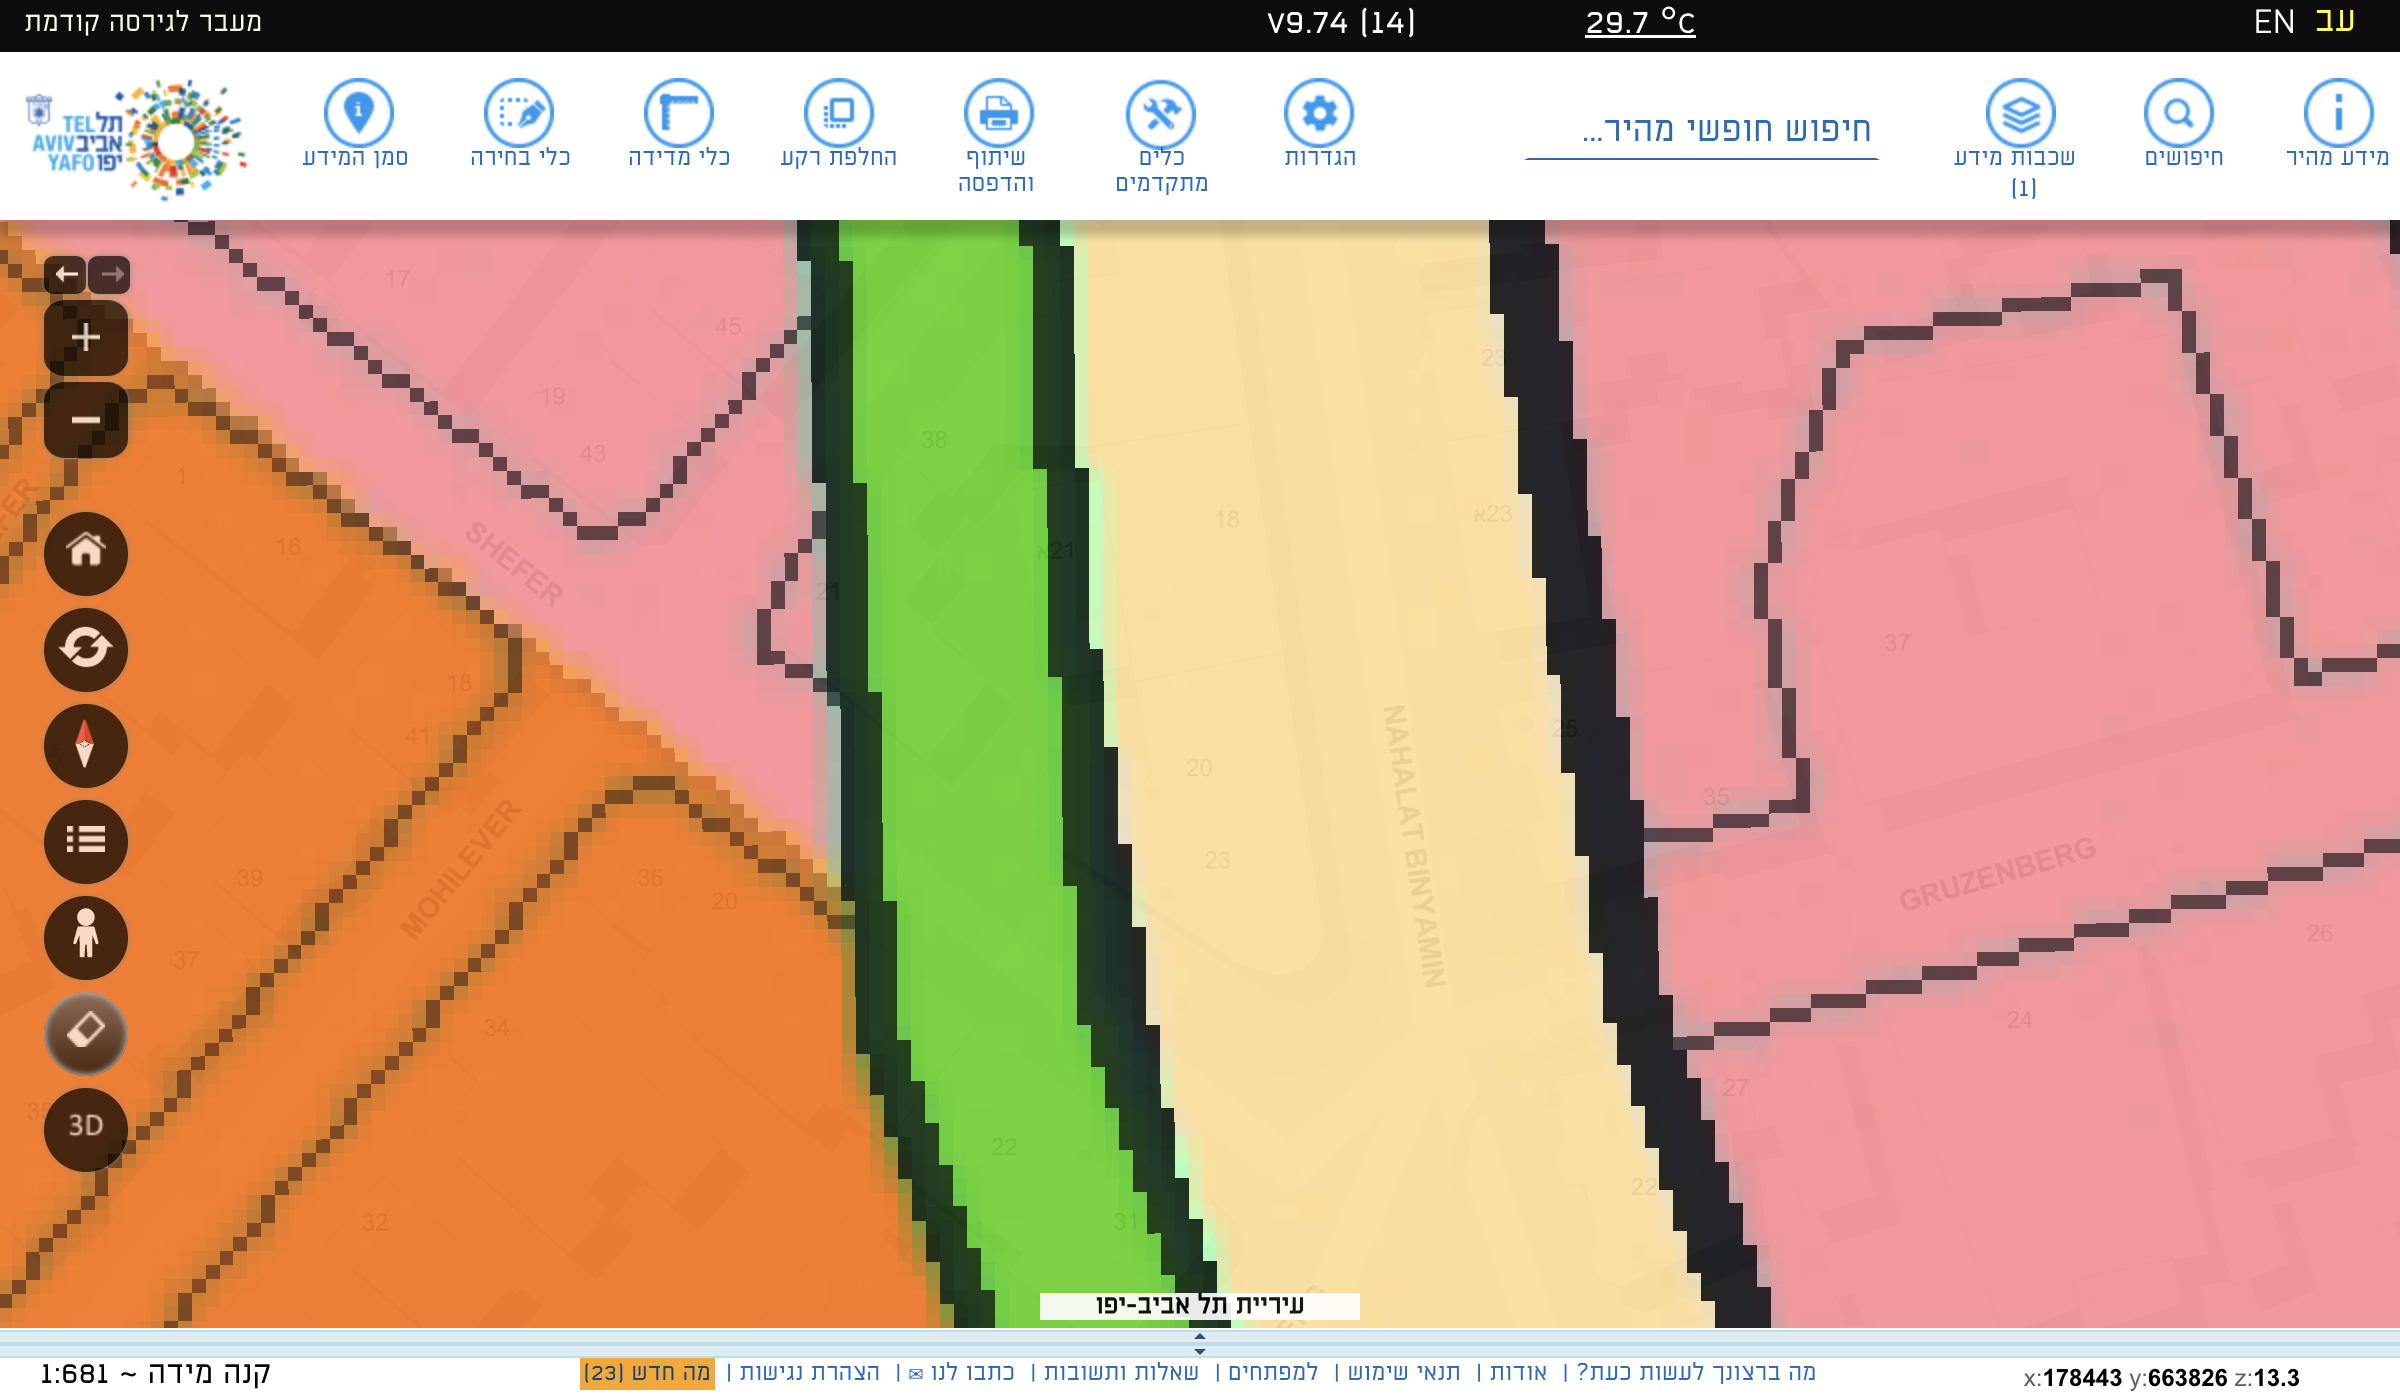 עב EN
29.7 °C
V9.74 (14)
מעבר לגירסה קודמת
מידע מהיר
חיפושים
שכבות מידע
(1)
חיפוש חופשי מהיר...
הגדרות
כלים
מתקדמים
שיתוף
והדפסה
החלפת רקע
כלי מדידה
כלי בחירה
סמן המידע
תל TEL
אביב AVIV
יפו YAFO
17
45
19
43
38
23
1
18
א23
16
SHEFER
א21
21
37
18
41
25
NAHALAT BINYAMIN
20
35
MOHILEVER
23
GRUZENBERG
39
36
20
26
37
34
24
27
35
22
22
32
31
3D
עיריית תל אביב-יפו
מה ברצונך לעשות כעת? | אודות | תנאי שימוש | למפתחים | שאלות ותשובות | כתבו לנו ✉ | הצהרת נגישות | מה חדש (23)
קנה מידה ~ 1:681
x:178443 y:663826 z:13.3